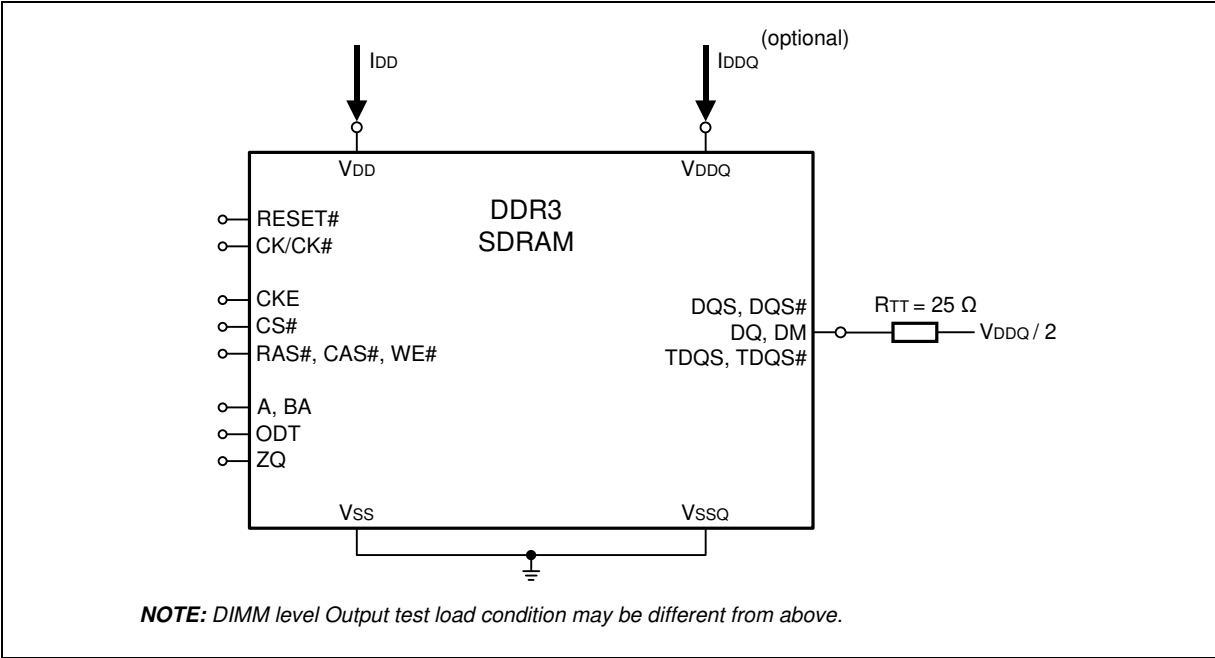 (optional)
IDD
IDDQ
VDD
VDDQ
DDR3
SDRAM
RESET#
CK/CK#
CKE
CS#
RAS#, CAS#, WE#
A, BA
ODT
ZQ
DQS, DQS#
DQ, DM
TDQS, TDQS#
RTT = 25 Ω
VDDQ / 2
VSS
VSSQ
NOTE: DIMM level Output test load condition may be different from above.